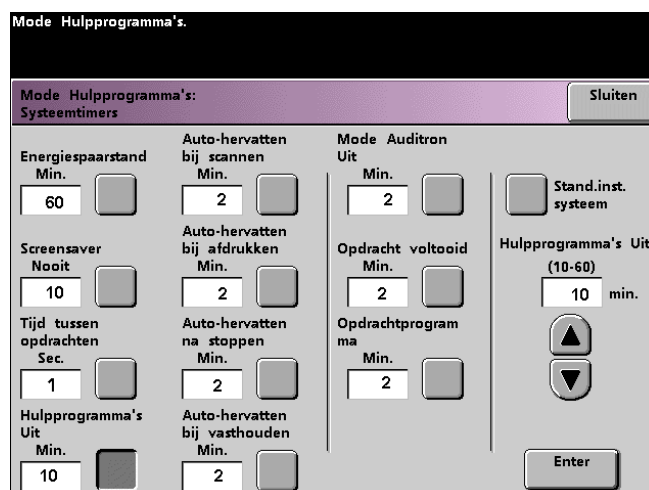 Mode Hulpprogramma's.
Mode Hulpprogramma's:
Systeemtimers
Sluiten
Energiespaarstand
Min.
60
Screensaver
Nooit
10
Tijd tussen
opdrachten
Sec.
1
Hulpprogramma's
Uit
Min.
10
Auto-hervatten
bij scannen
Min.
2
Auto-hervatten
bij afdrukken
Min.
2
Auto-hervatten
na stoppen
Min.
2
Auto-hervatten
bij vasthouden
Min.
2
Mode Auditron
Uit
Min.
2
Opdracht voltooid
Min.
2
Opdrachtprogram
ma
Min.
2
Stand.inst.
systeem
Hulpprogramma's Uit
(10-60)
10 min.
Enter